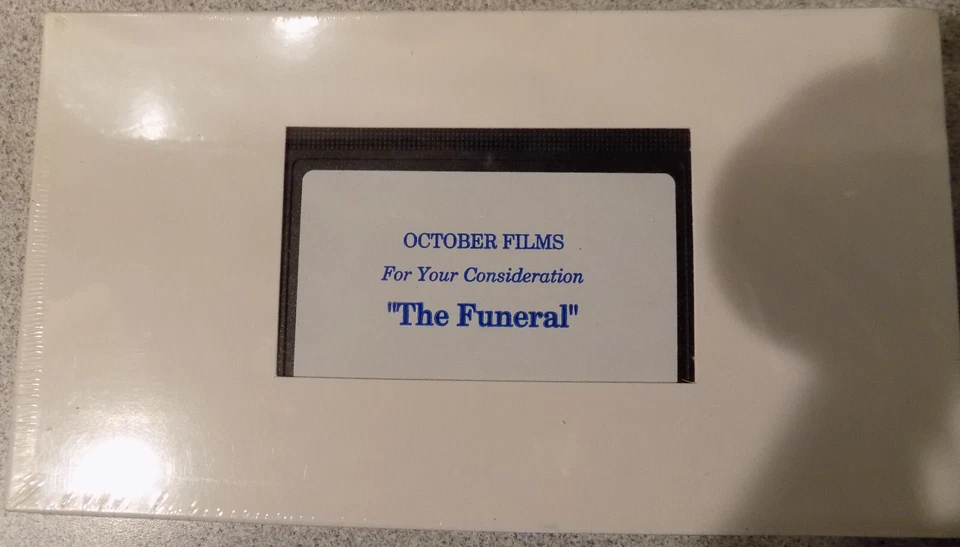 OCTOBER FILMS
For Your Consideration
"The Funeral"